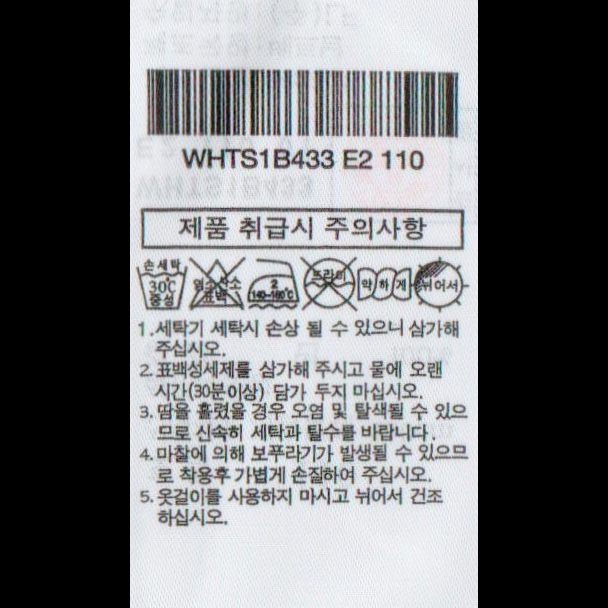 WHTS1B433 E2 110
제품 취급시 주의사항
손세탁 30℃ 중성
염소산소 표백
2 140~160℃
드라이
약하게
뉘어서
1.세탁기 세탁시 손상 될 수 있으니 삼가해
주십시오.
2.표백성세제를 삼가해 주시고 물에 오랜
시간(30분이상) 담가 두지 마십시오.
3.땀을 흘렸을 경우 오염 및 탈색될 수 있으
므로 신속히 세탁과 탈수를 바랍니다.
4.마찰에 의해 보푸라기가 발생될 수 있으므
로 착용후 가볍게 손질하여 주십시오.
5.옷걸이를 사용하지 마시고 뉘어서 건조
하십시오.